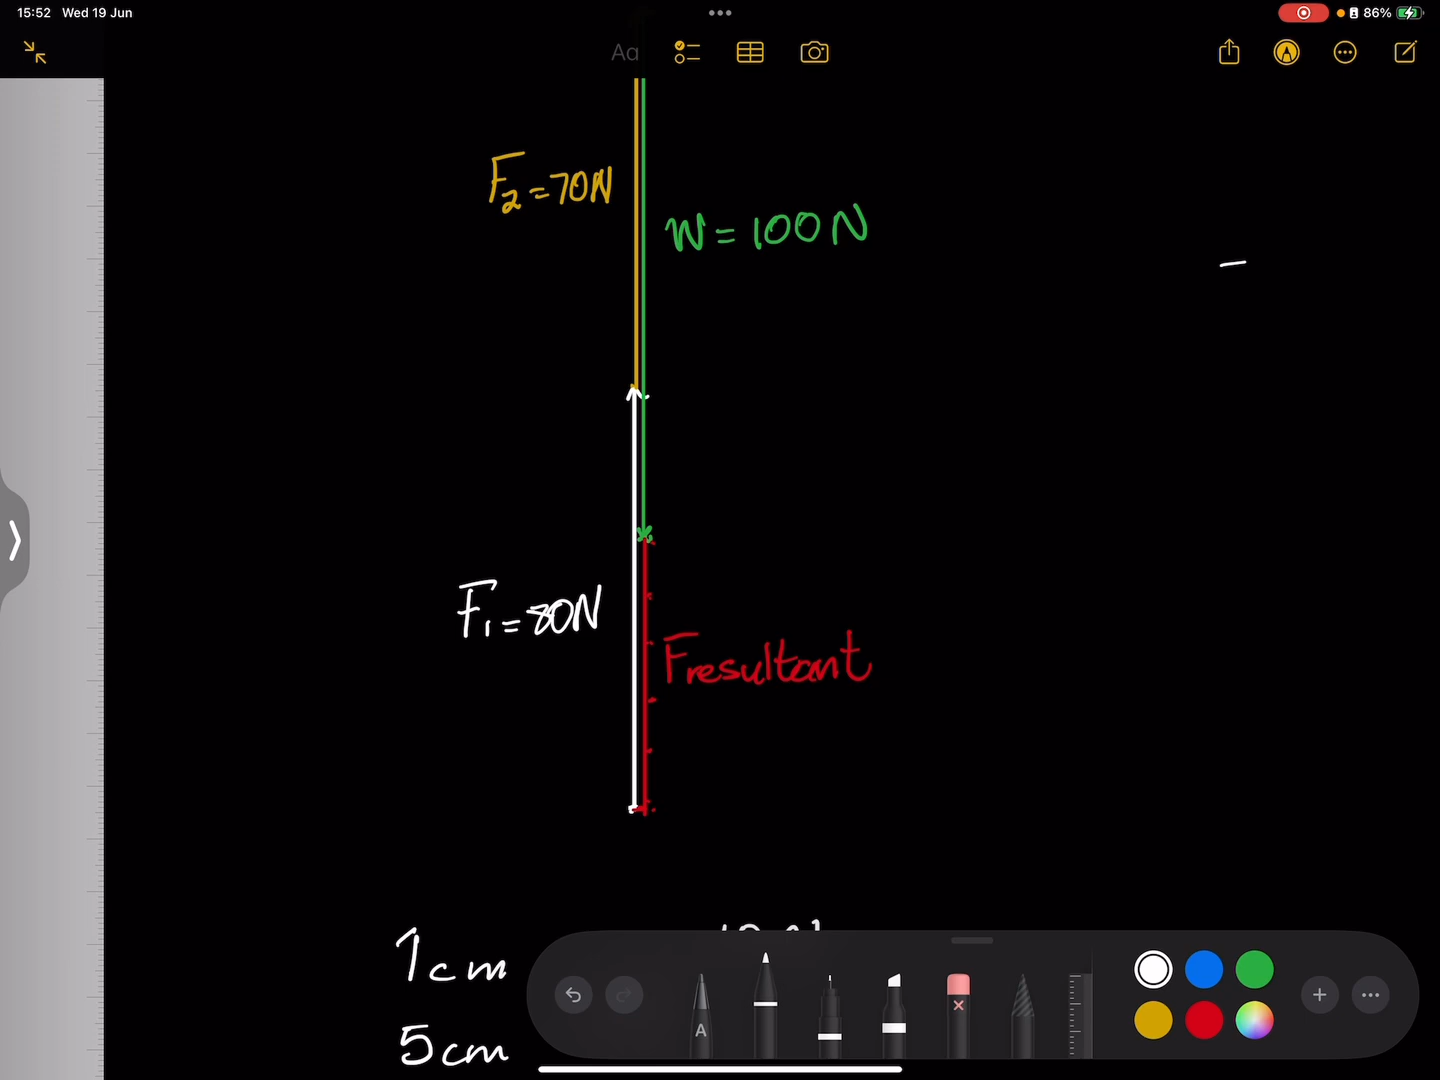 15:52 Wed 19 Jun
86%
Aa
F2=70N
W=100N
F1=80N
Fresultant
1cm
5cm
A